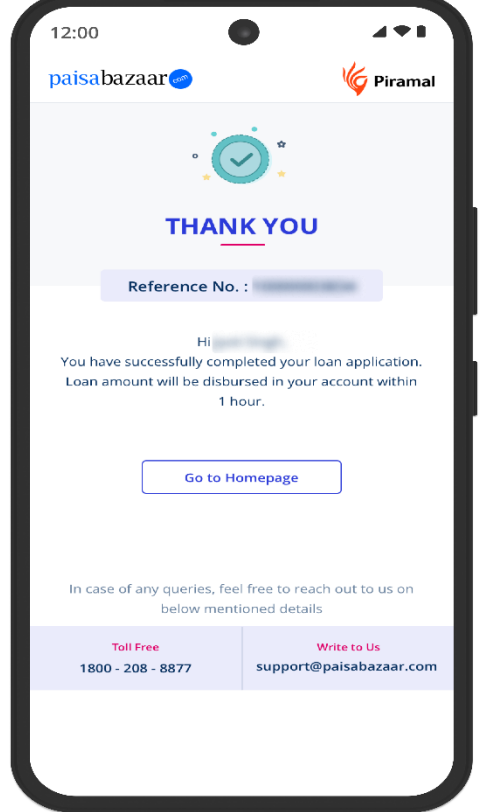 12:00
paisabazaar.com
Piramal
THANK YOU
Reference No. :
Hi
You have successfully completed your loan application.
Loan amount will be disbursed in your account within
1 hour.
Go to Homepage
In case of any queries, feel free to reach out to us on
below mentioned details
Toll Free
Write to Us
1800 - 208 - 8877
support@paisabazaar.com